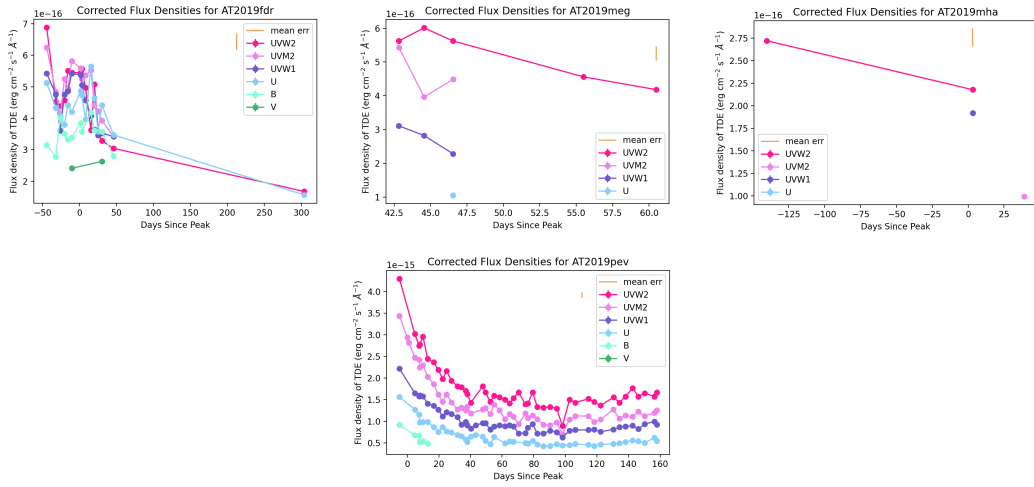 Corrected Flux Densities for AT2019fdr
1e−16
Flux density of TDE (erg cm⁻² s⁻¹ Å⁻¹)
7
6
5
4
3
2
mean err
UVW2
UVM2
UVW1
U
B
V
−50 0 50 100 150 200 250 300
Days Since Peak
Corrected Flux Densities for AT2019meg
1e−16
Flux density of TDE (erg cm⁻² s⁻¹ Å⁻¹)
6
5
4
3
2
1
mean err
UVW2
UVM2
UVW1
U
42.5 45.0 47.5 50.0 52.5 55.0 57.5 60.0
Days Since Peak
Corrected Flux Densities for AT2019mha
1e−16
Flux density of TDE (erg cm⁻² s⁻¹ Å⁻¹)
2.75
2.50
2.25
2.00
1.75
1.50
1.25
1.00
mean err
UVW2
UVM2
UVW1
U
−125 −100 −75 −50 −25 0 25
Days Since Peak
Corrected Flux Densities for AT2019pev
1e−15
Flux density of TDE (erg cm⁻² s⁻¹ Å⁻¹)
4.0
3.5
3.0
2.5
2.0
1.5
1.0
0.5
mean err
UVW2
UVM2
UVW1
U
B
V
0 20 40 60 80 100 120 140 160
Days Since Peak